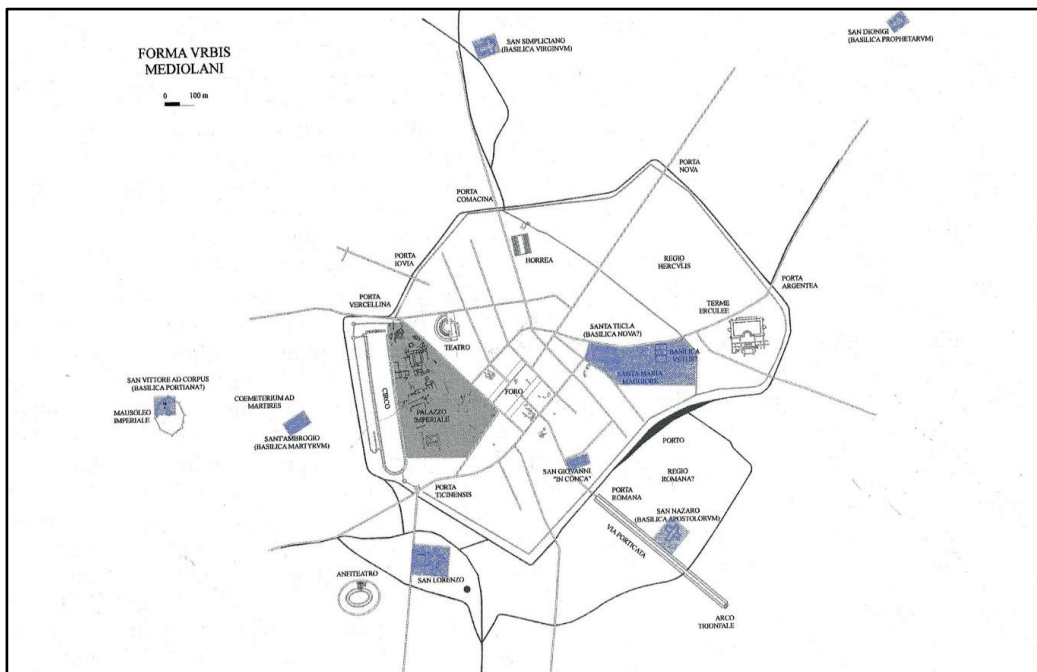 FORMA VRBIS
MEDIOLANI
0 100 m
SAN SIMPLICIANO
(BASILICA VIRGINVM)
SAN DIONIGI
(BASILICA PROPHETARVM)
PORTA
NOVA
PORTA
COMACINA
HORREA
REGIO
HERCVLIS
PORTA
IOVIA
PORTA
ARGENTEA
PORTA
VERCELLINA
TERME
ERCULEE
TEATRO
SANTA TECLA
(BASILICA NOVA?)
BASILICA
VETUS?
SANTA MARIA
MAGGIORE
SAN VITTORE AD CORPUS
(BASILICA PORTIANA?)
MAUSOLEO
IMPERIALE
COEMETERIUM AD
MARTIRES
SANT'AMBROGIO
(BASILICA MARTYRVM)
CIRCO
PALAZZO
IMPERIALE
FORO
PORTO
SAN GIOVANNI
"IN CONCA"
REGIO
ROMANA?
PORTA
TICINENSIS
PORTA
ROMANA
SAN NAZARO
(BASILICA APOSTOLORVM)
VIA PORTICATA
ANFITEATRO
SAN LORENZO
ARCO
TRIONFALE